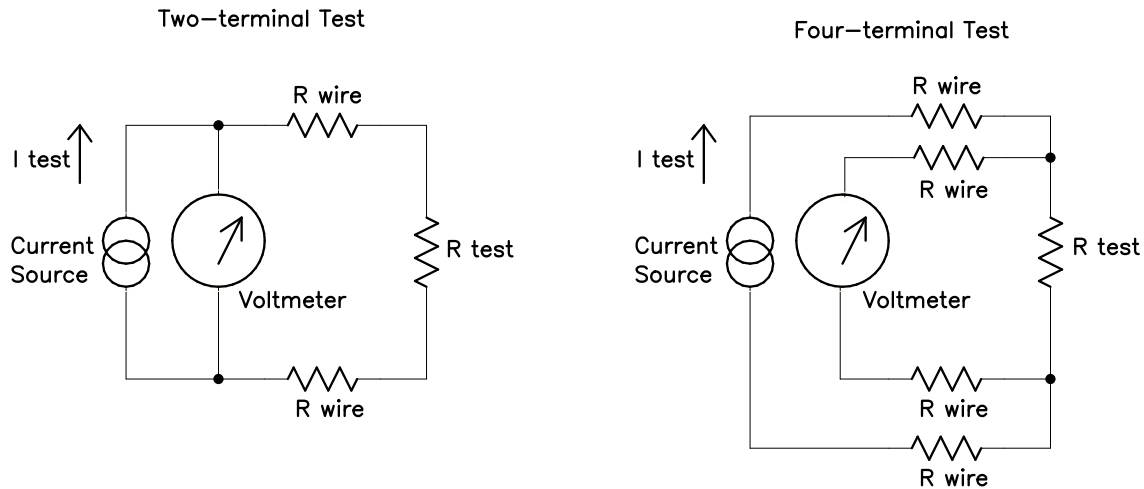 Two-terminal Test
R wire
I test
Current
Source
Voltmeter
R test
R wire
Four-terminal Test
R wire
I test
R wire
Current
Source
Voltmeter
R test
R wire
R wire